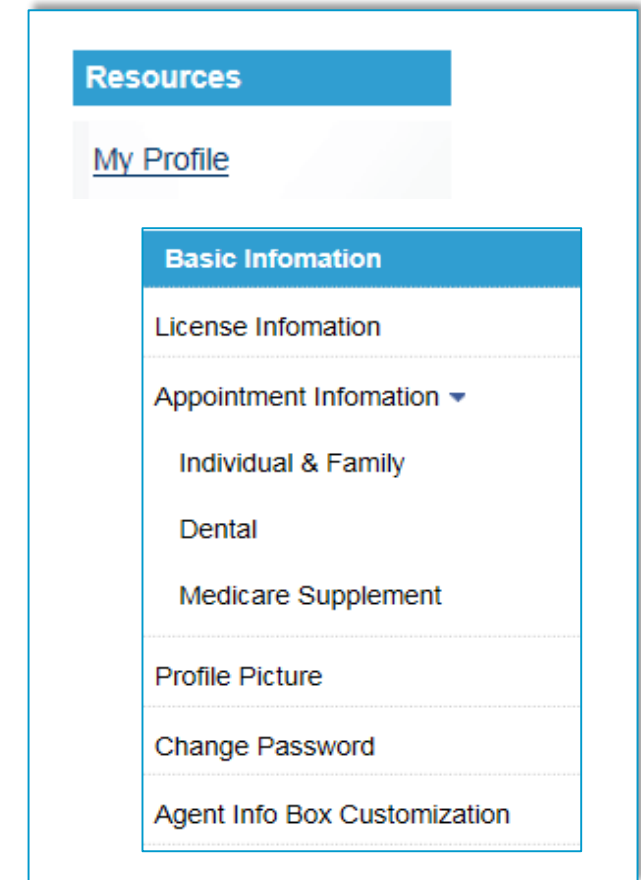 Resources
My Profile
Basic Infomation
License Infomation
Appointment Infomation
Individual & Family
Dental
Medicare Supplement
Profile Picture
Change Password
Agent Info Box Customization